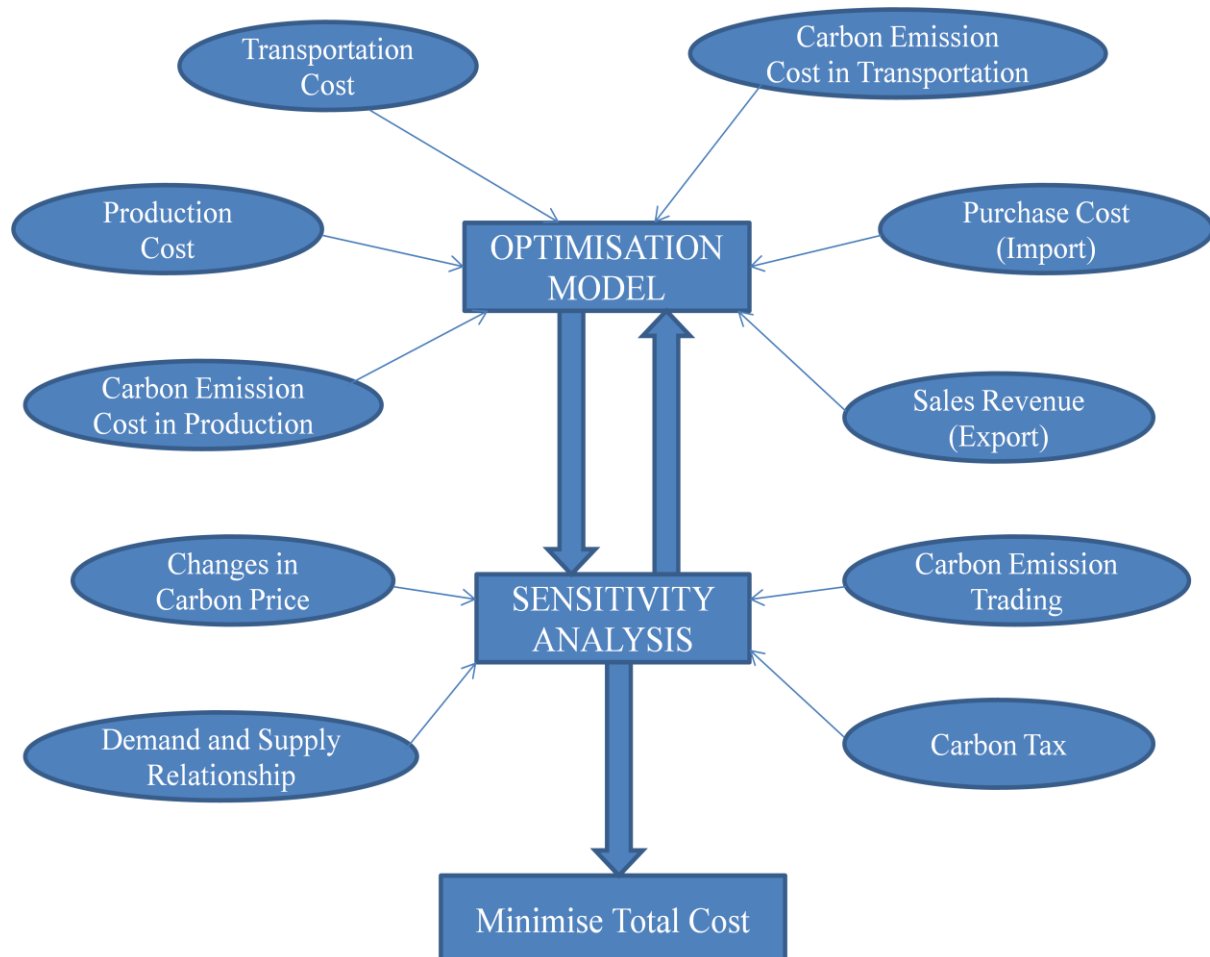 Transportation
Cost
Carbon Emission
Cost in Transportation
Production
Cost
OPTIMISATION
MODEL
Purchase Cost
(Import)
Carbon Emission
Cost in Production
Sales Revenue
(Export)
Changes in
Carbon Price
SENSITIVITY
ANALYSIS
Carbon Emission
Trading
Demand and Supply
Relationship
Carbon Tax
Minimise Total Cost